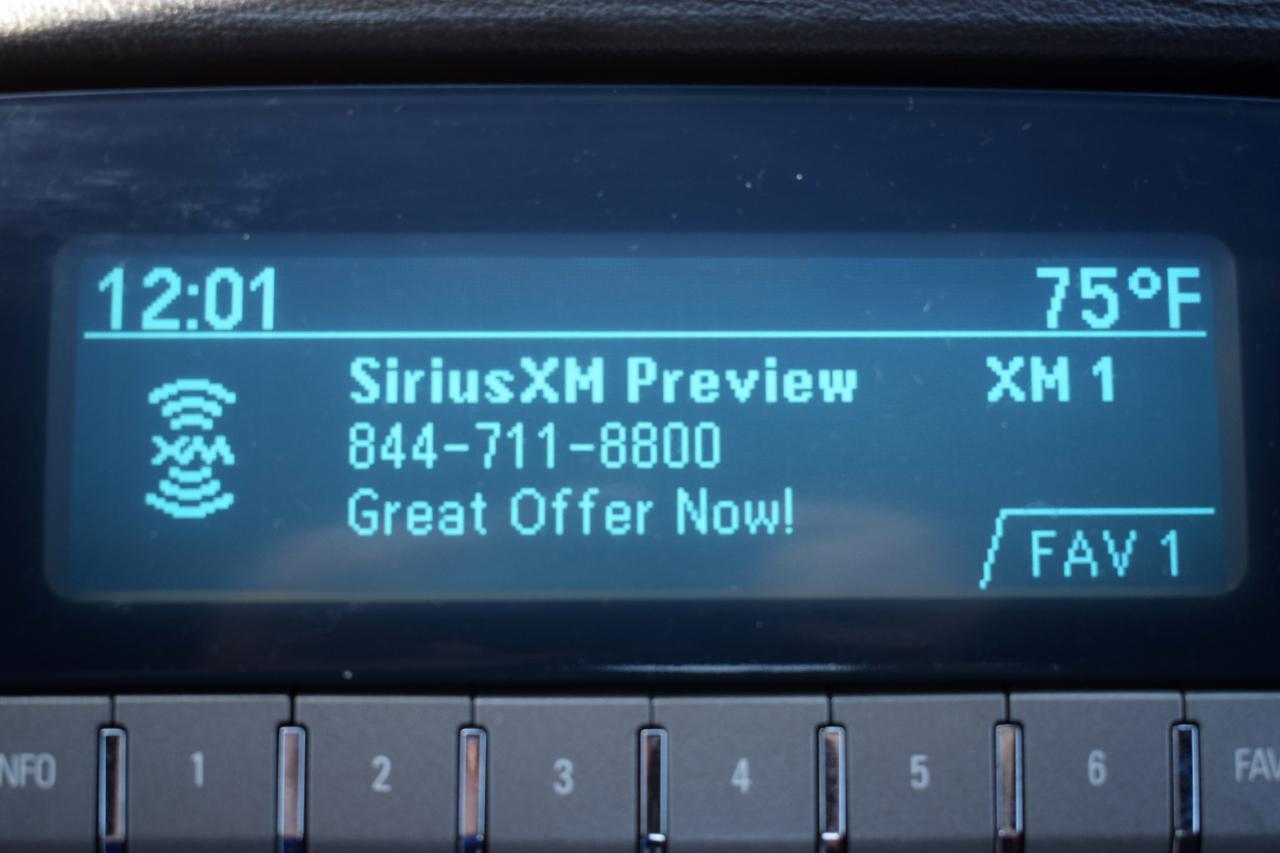 12:01 75°F
SiriusXM Preview XM 1
844-711-8800
XM
Great Offer Now!
FAV 1
NFO 1 2 3 4 5 6 FAV